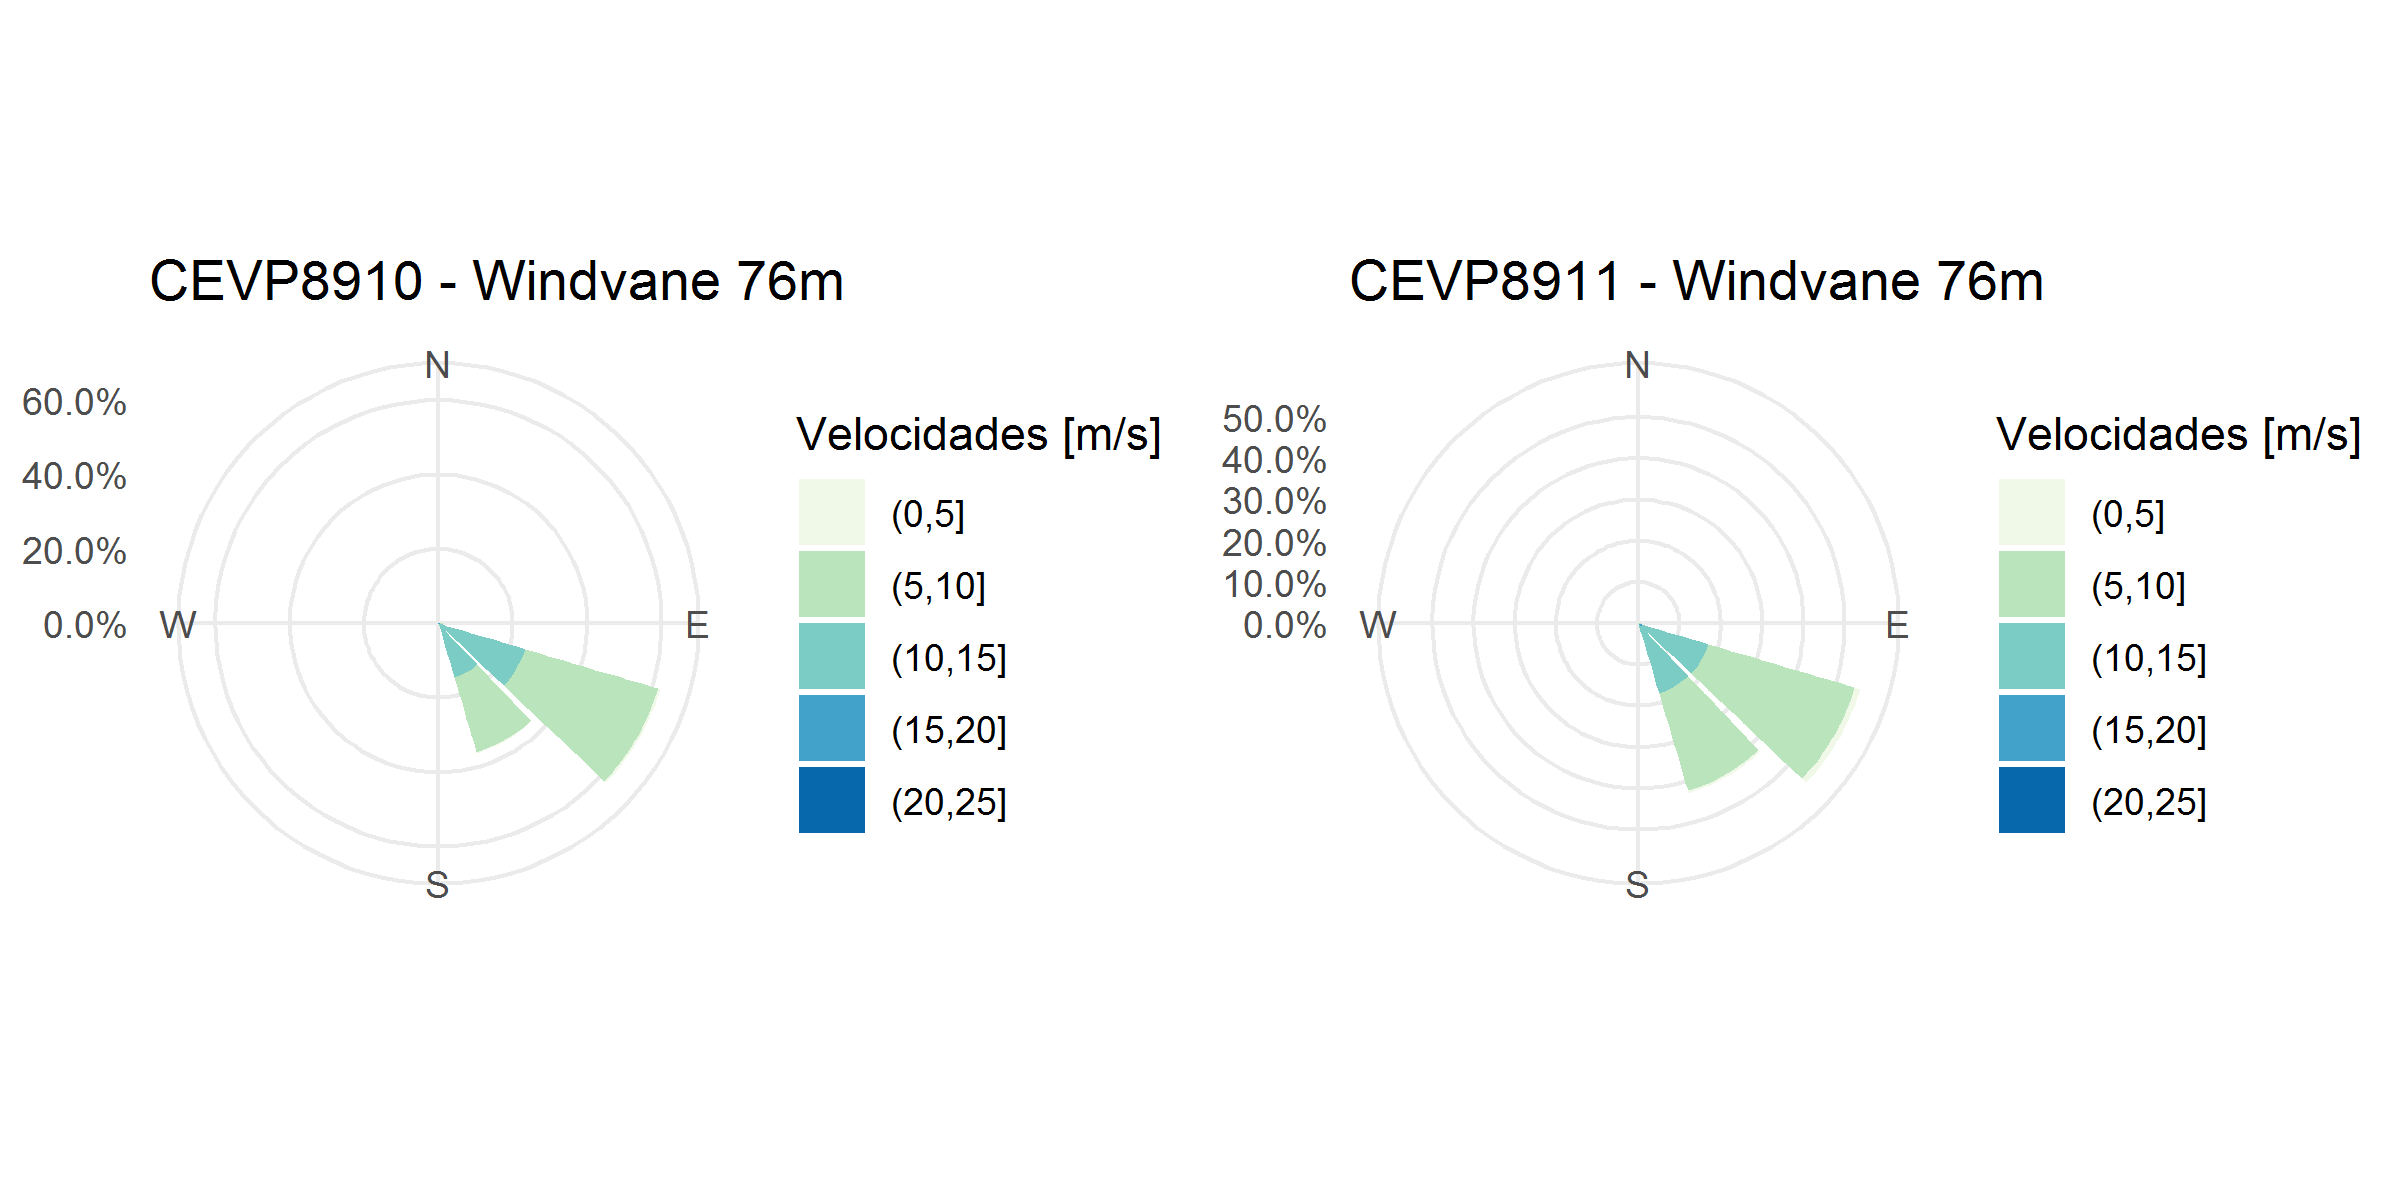 CEVP8910 - Windvane 76m
N
60.0%
40.0%
20.0%
0.0%
W
E
S
Velocidades [m/s]
(0,5]
(5,10]
(10,15]
(15,20]
(20,25]
CEVP8911 - Windvane 76m
N
50.0%
40.0%
30.0%
20.0%
10.0%
0.0%
W
E
S
Velocidades [m/s]
(0,5]
(5,10]
(10,15]
(15,20]
(20,25]